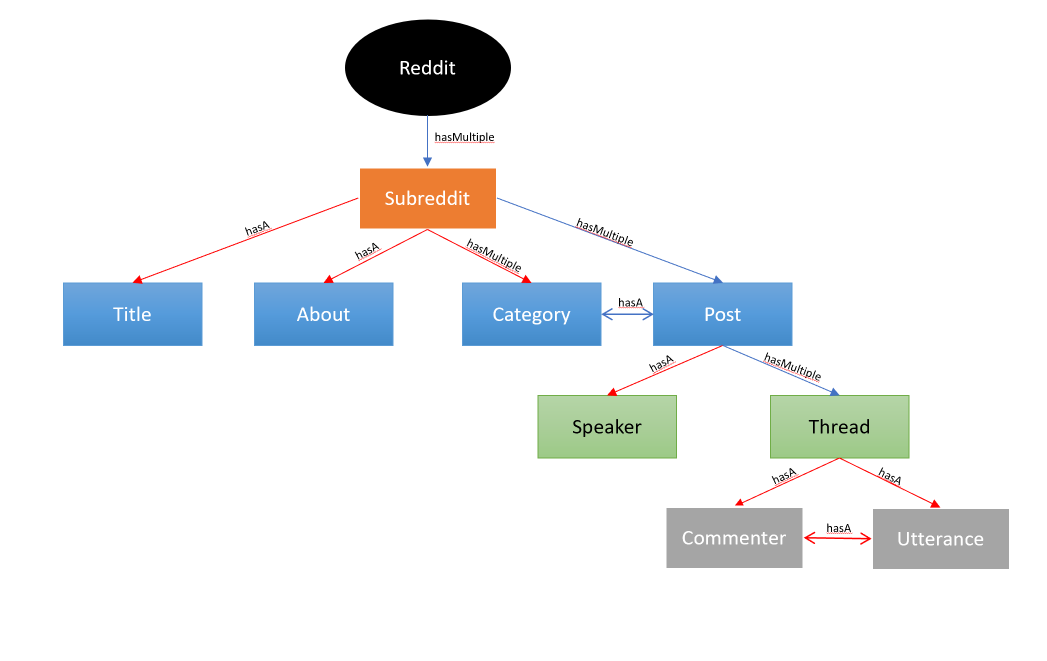 Reddit
hasMultiple
Subreddit
hasA
hasA
hasMultiple
hasMultiple
Title
About
Category
hasA
Post
hasA
hasMultiple
Speaker
Thread
hasA
hasA
Commenter
hasA
Utterance